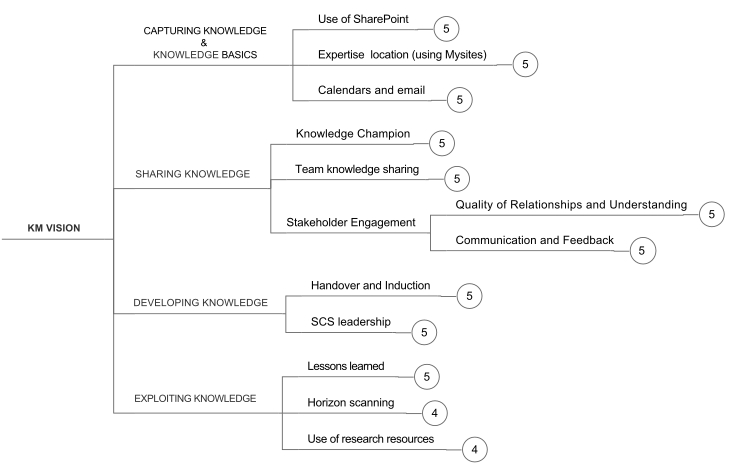 KM VISION
CAPTURING KNOWLEDGE
&
KNOWLEDGE BASICS
Use of SharePoint 5
Expertise location (using Mysites) 5
Calendars and email 5
SHARING KNOWLEDGE
Knowledge Champion 5
Team knowledge sharing 5
Stakeholder Engagement
Quality of Relationships and Understanding 5
Communication and Feedback 5
DEVELOPING KNOWLEDGE
Handover and Induction 5
SCS leadership 5
EXPLOITING KNOWLEDGE
Lessons learned 5
Horizon scanning 4
Use of research resources 4